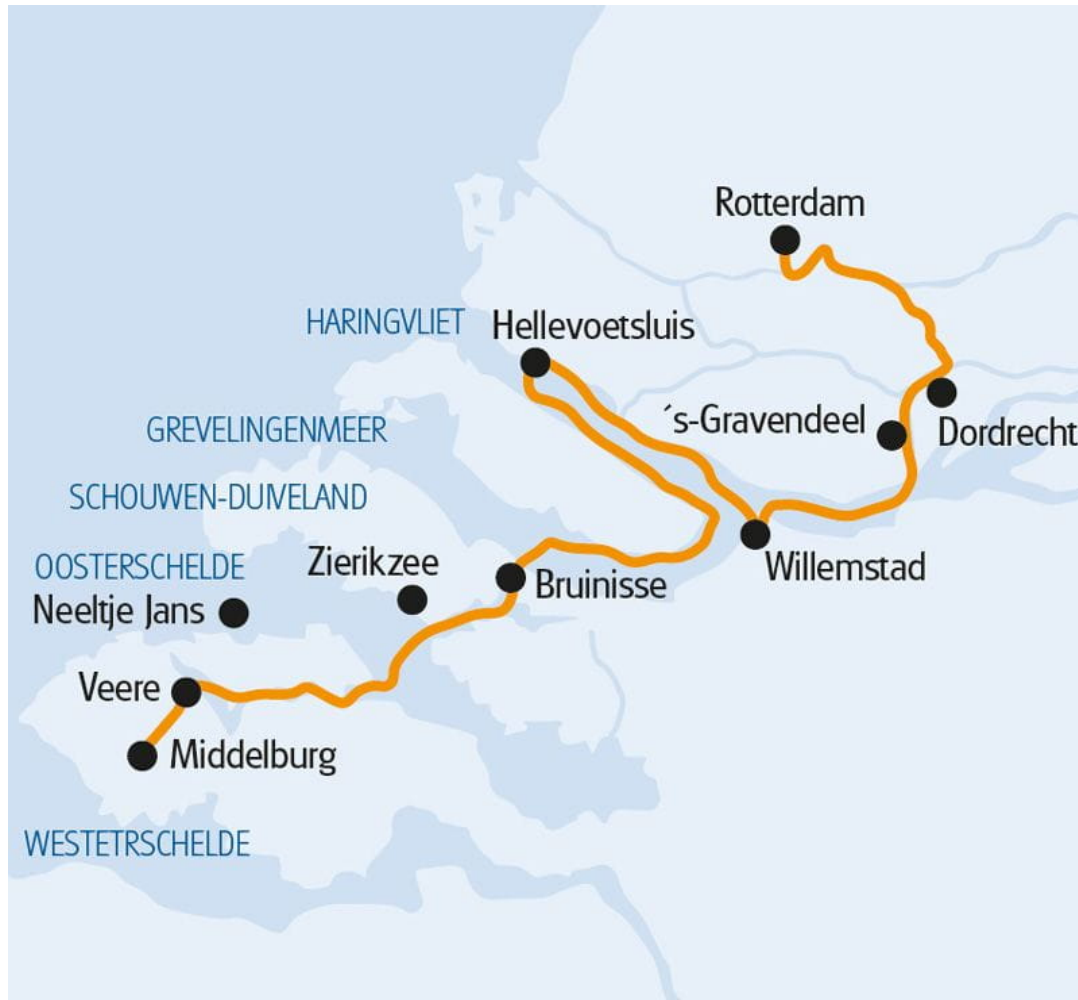 Rotterdam
HARINGVLIET
Hellevoetsluis
´s-Gravendeel
Dordrecht
GREVELINGENMEER
SCHOUWEN-DUIVELAND
OOSTERSCHELDE
Zierikzee
Willemstad
Bruinisse
Neeltje Jans
Veere
Middelburg
WESTETRSCHELDE